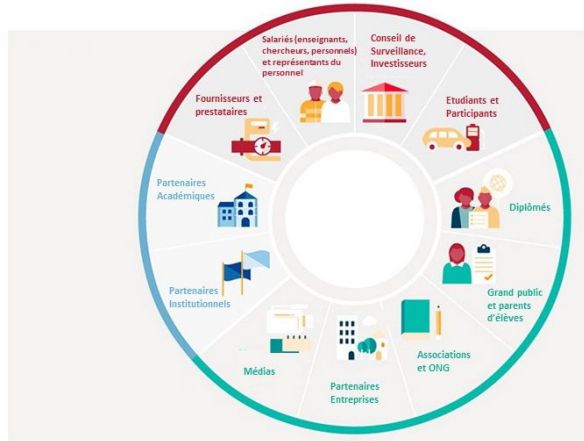 Salariés (enseignants,
chercheurs, personnels)
et représentants du
personnel
Conseil de
Surveillance,
Investisseurs
Etudiants et
Participants
Diplômés
Grand public
et parents
d'élèves
Associations
et ONG
Partenaires
Entreprises
Médias
Partenaires
Institutionnels
Partenaires
Académiques
Fournisseurs et
prestataires